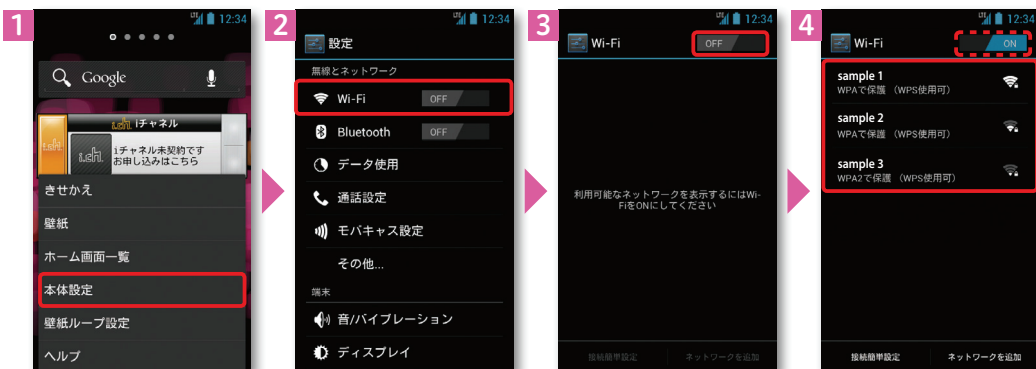 1
LTE 12:34
Google
i.ch. iチャネル
i.ch.
i.ch.
iチャネル未契約です
お申し込みはこちら
きせかえ
壁紙
ホーム画面一覧
本体設定
壁紙ループ設定
ヘルプ
2
LTE 12:34
設定
無線とネットワーク
Wi-Fi OFF
Bluetooth OFF
データ使用
通話設定
モバキャス設定
その他...
端末
音/バイブレーション
ディスプレイ
3
LTE 12:34
Wi-Fi OFF
利用可能なネットワークを表示するにはWi-
FiをONにしてください
接続簡単設定 ネットワークを追加
4
LTE 12:34
Wi-Fi ON
sample 1
WPAで保護 （WPS使用可）
sample 2
WPAで保護 （WPS使用可）
sample 3
WPA2で保護 （WPS使用可）
接続簡単設定 ネットワークを追加